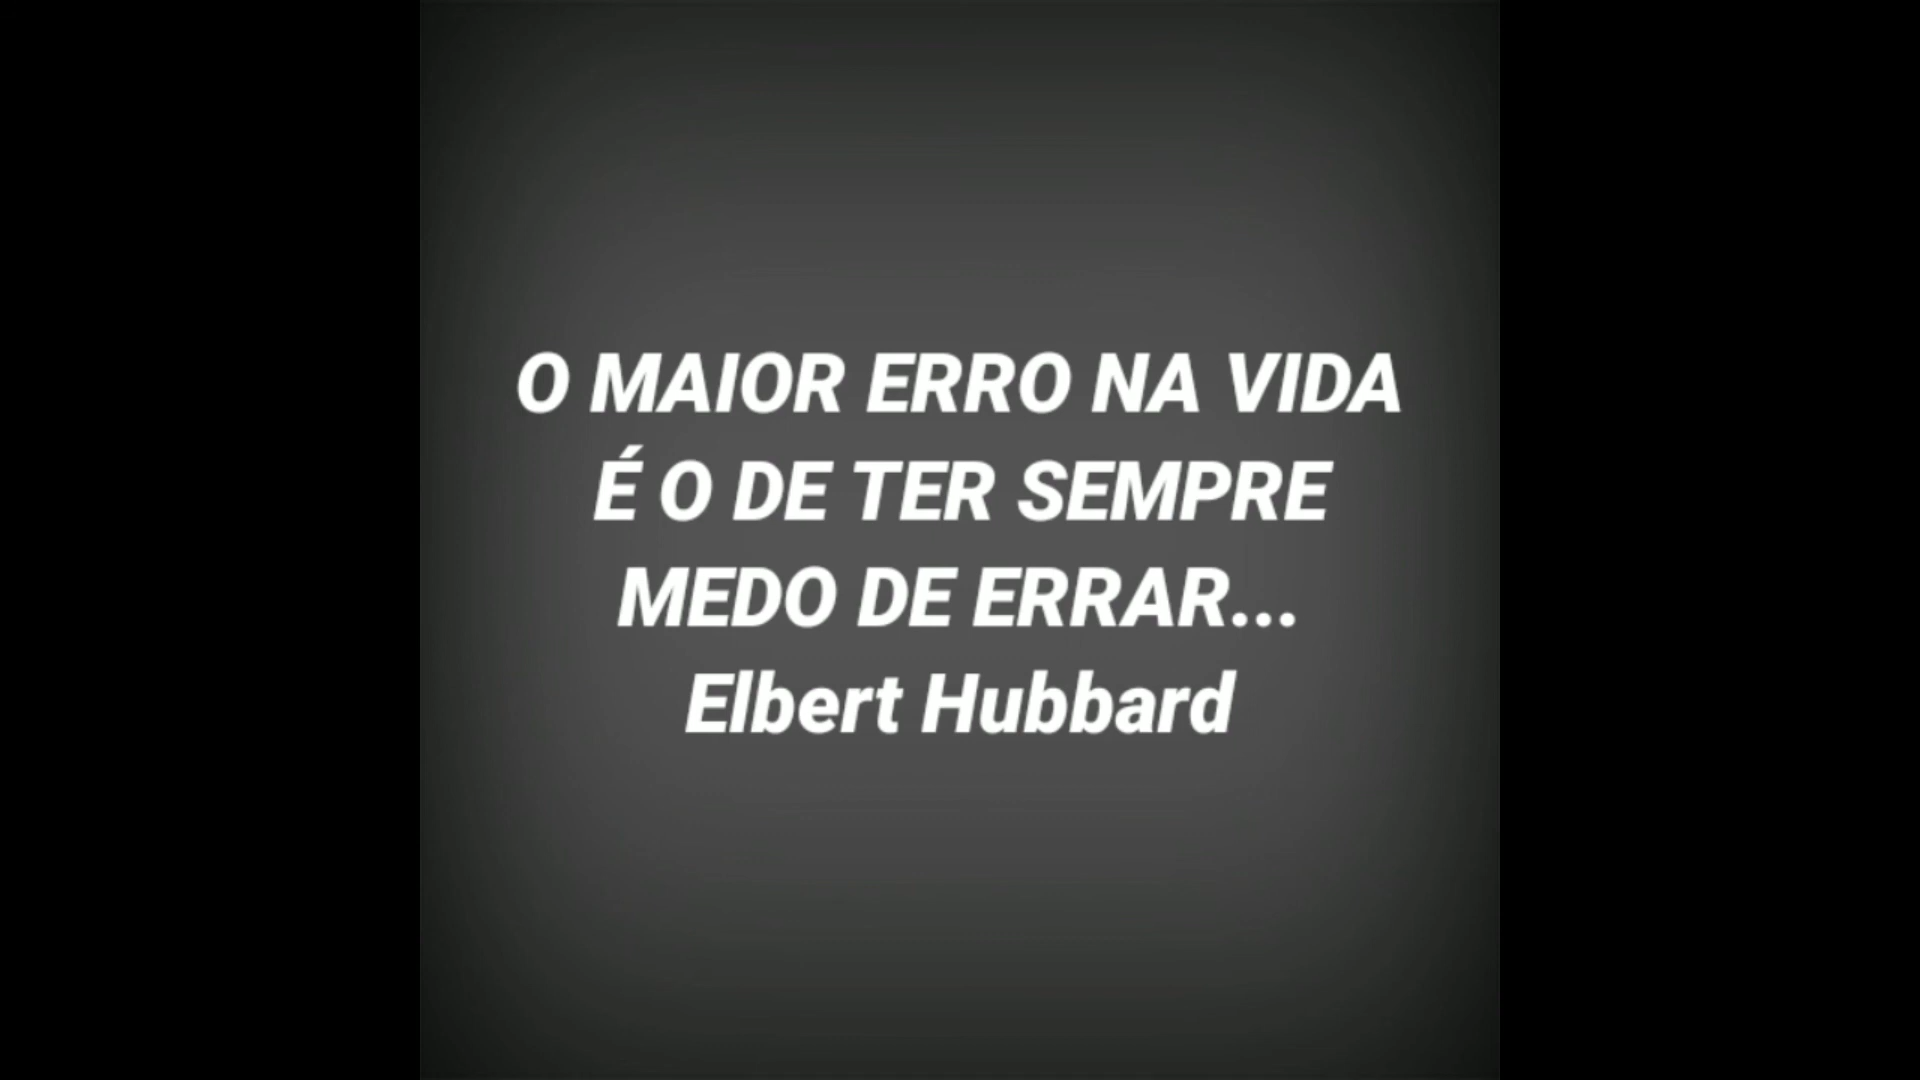 O MAIOR ERRO NA VIDA
É O DE TER SEMPRE
MEDO DE ERRAR...
Elbert Hubbard